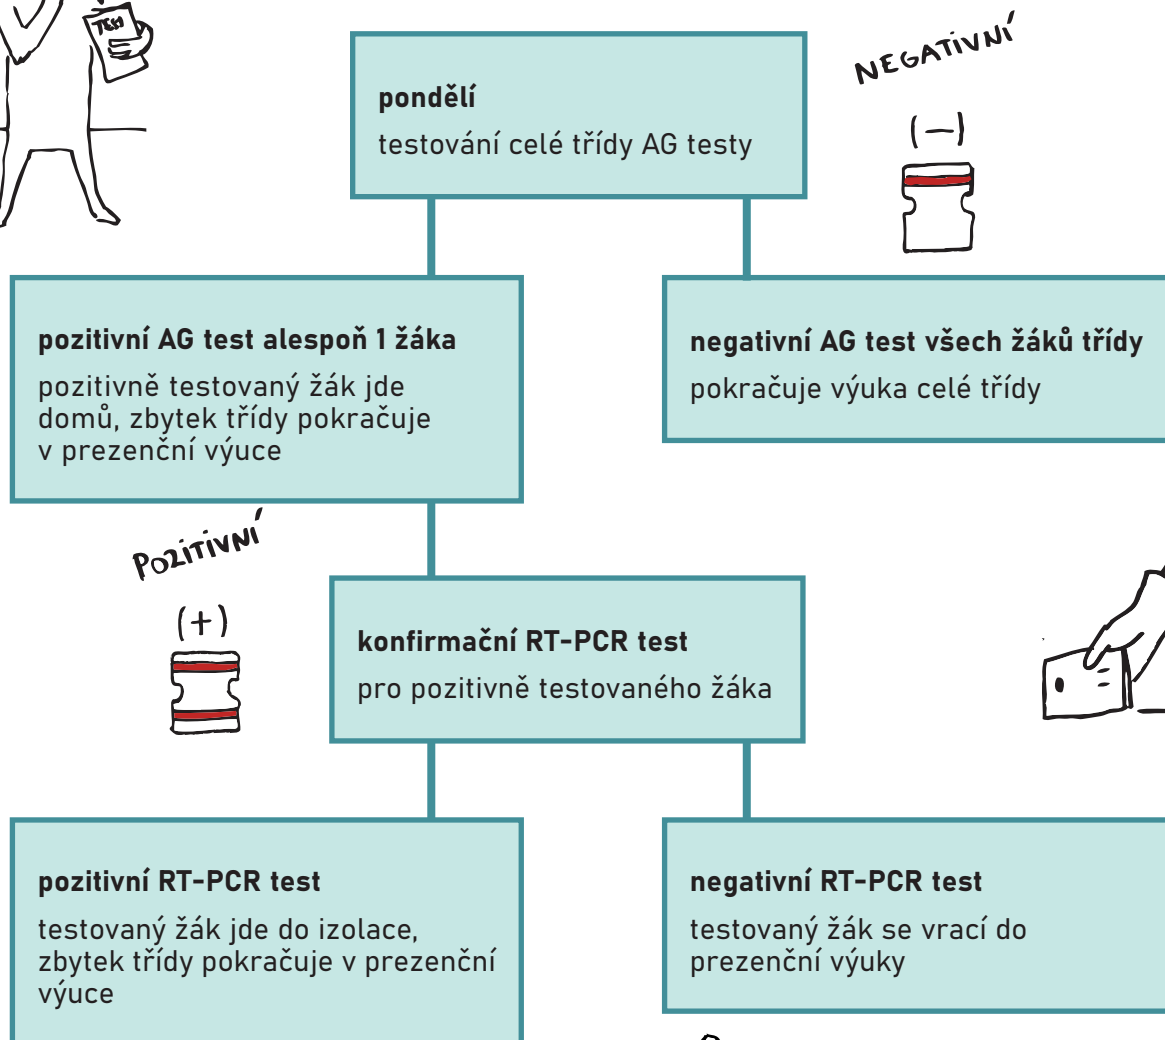 TEST
NEGATIVNÍ
(-)
pondělí
testování celé třídy AG testy
pozitivní AG test alespoň 1 žáka
pozitivně testovaný žák jde
domů, zbytek třídy pokračuje
v prezenční výuce
negativní AG test všech žáků třídy
pokračuje výuka celé třídy
POZITIVNÍ
(+)
konfirmační RT-PCR test
pro pozitivně testovaného žáka
pozitivní RT-PCR test
testovaný žák jde do izolace,
zbytek třídy pokračuje v prezenční
výuce
negativní RT-PCR test
testovaný žák se vrací do
prezenční výuky